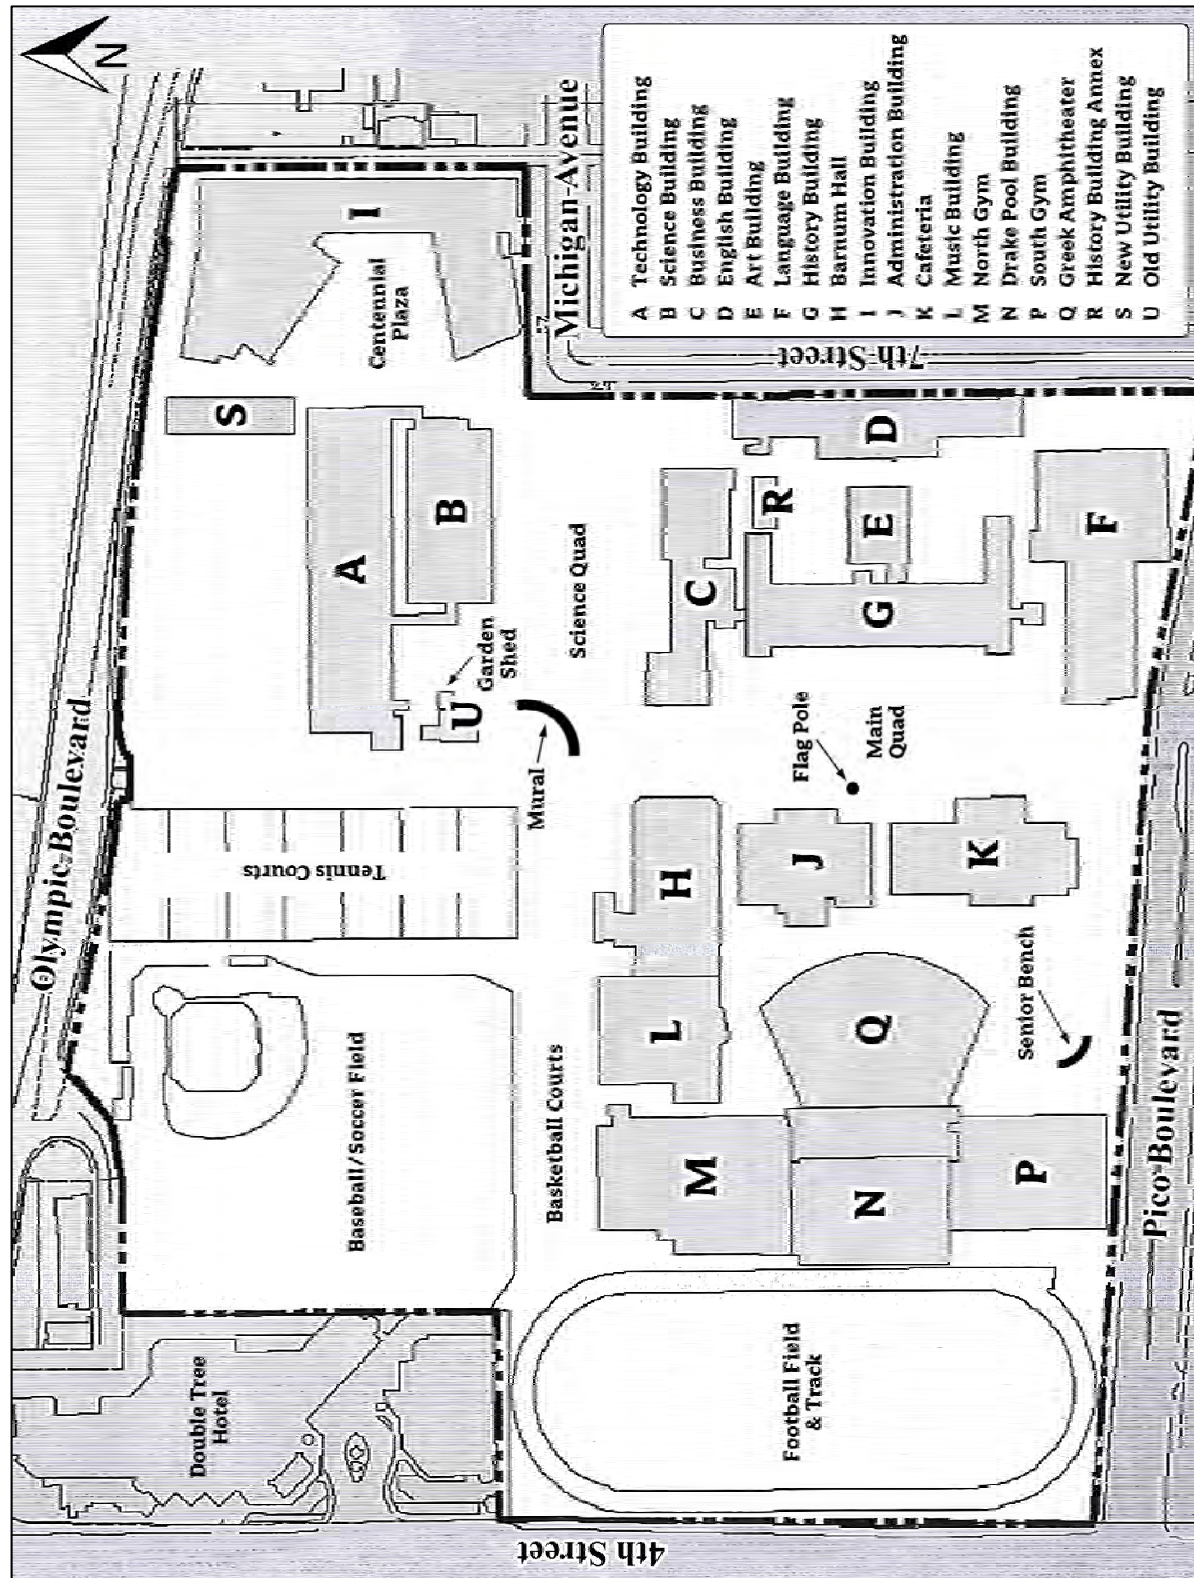 N
Olympic Boulevard
Michigan Avenue
7th Street
4th Street
Pico Boulevard
Double Tree
Hotel
Baseball/Soccer Field
Tennis Courts
Basketball Courts
Football Field
& Track
Centennial
Plaza
Science Quad
Garden
Shed
Mural
Flag Pole
Main
Quad
Senior Bench
I
S
A
B
U
C
R
D
E
G
F
H
J
K
L
Q
M
N
P
A Technology Building
B Science Building
C Business Building
D English Building
E Art Building
F Language Building
G History Building
H Barnum Hall
I Innovation Building
J Administration Building
K Cafeteria
L Music Building
M North Gym
N Drake Pool Building
P South Gym
Q Greek Amphitheater
R History Building Annex
S New Utility Building
U Old Utility Building